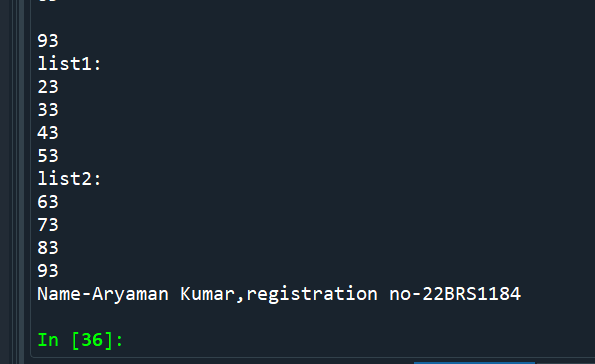 93
list1:
23
33
43
53
list2:
63
73
83
93
Name-Aryaman Kumar,registration no-22BRS1184
In [36]: